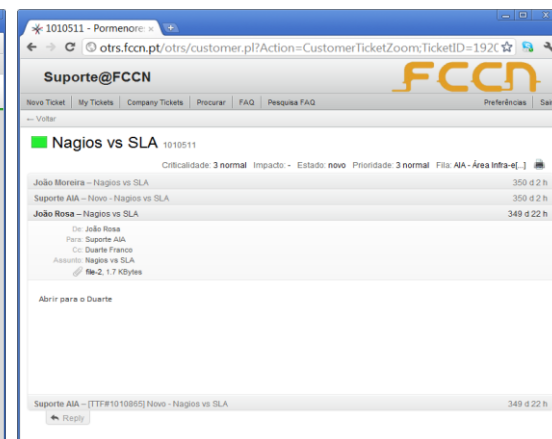 1010511 - Pormenore
otrs.fccn.pt/otrs/customer.pl?Action=CustomerTicketZoom;TicketID=192
Suporte@FCCN
FCCN
Novo Ticket My Tickets Company Tickets Procurar FAQ Pesquisa FAQ Preferências Sair
← Voltar
Nagios vs SLA 1010511
Criticalidade: 3 normal Impacto: - Estado: novo Prioridade: 3 normal Fila: AIA - Área Infra-e[...]
João Moreira – Nagios vs SLA 350 d 2 h
Suporte AIA – Novo - Nagios vs SLA 350 d 2 h
João Rosa – Nagios vs SLA 349 d 22 h
De: João Rosa
Para: Suporte AIA
Cc: Duarte Franco
Assunto: Nagios vs SLA
file-2, 1.7 KBytes
Abrir para o Duarte
Suporte AIA – [TTF#1010865] Novo - Nagios vs SLA 349 d 22 h
Reply